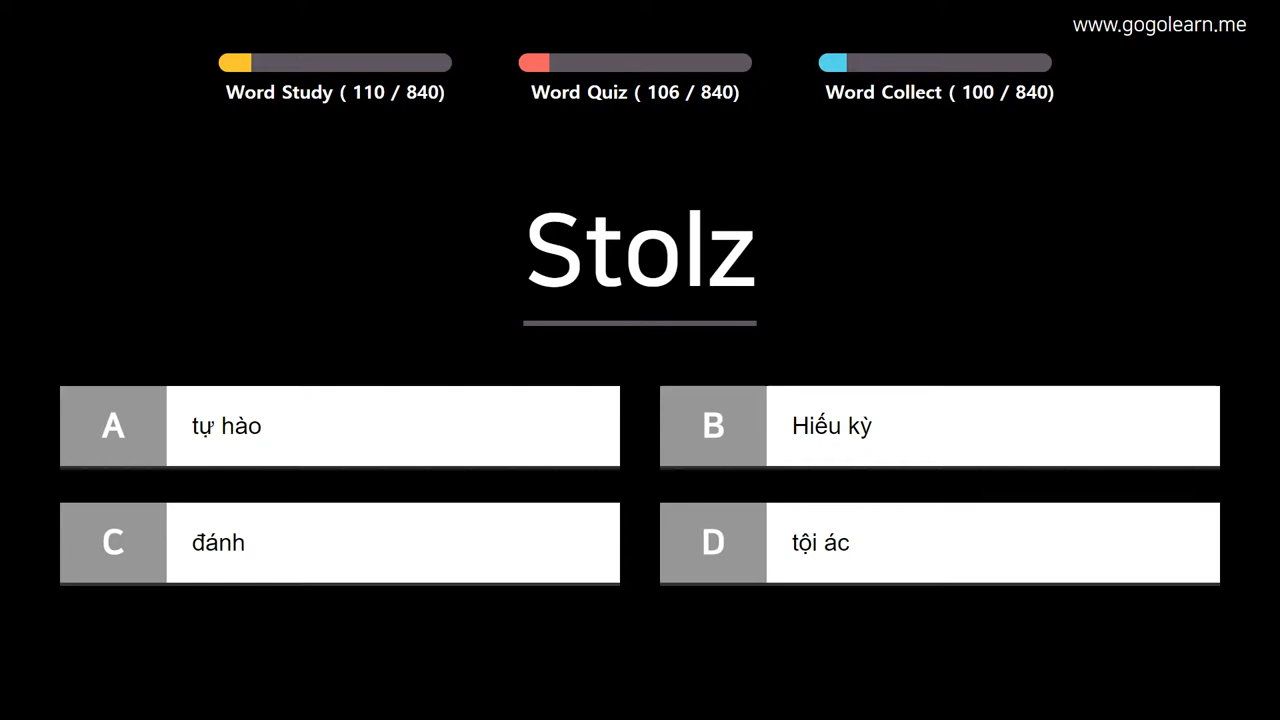 www.gogolearn.me
Word Study ( 110 / 840)
Word Quiz ( 106 / 840)
Word Collect ( 100 / 840)
Stolz
A tự hào
B Hiếu kỳ
C đánh
D tội ác